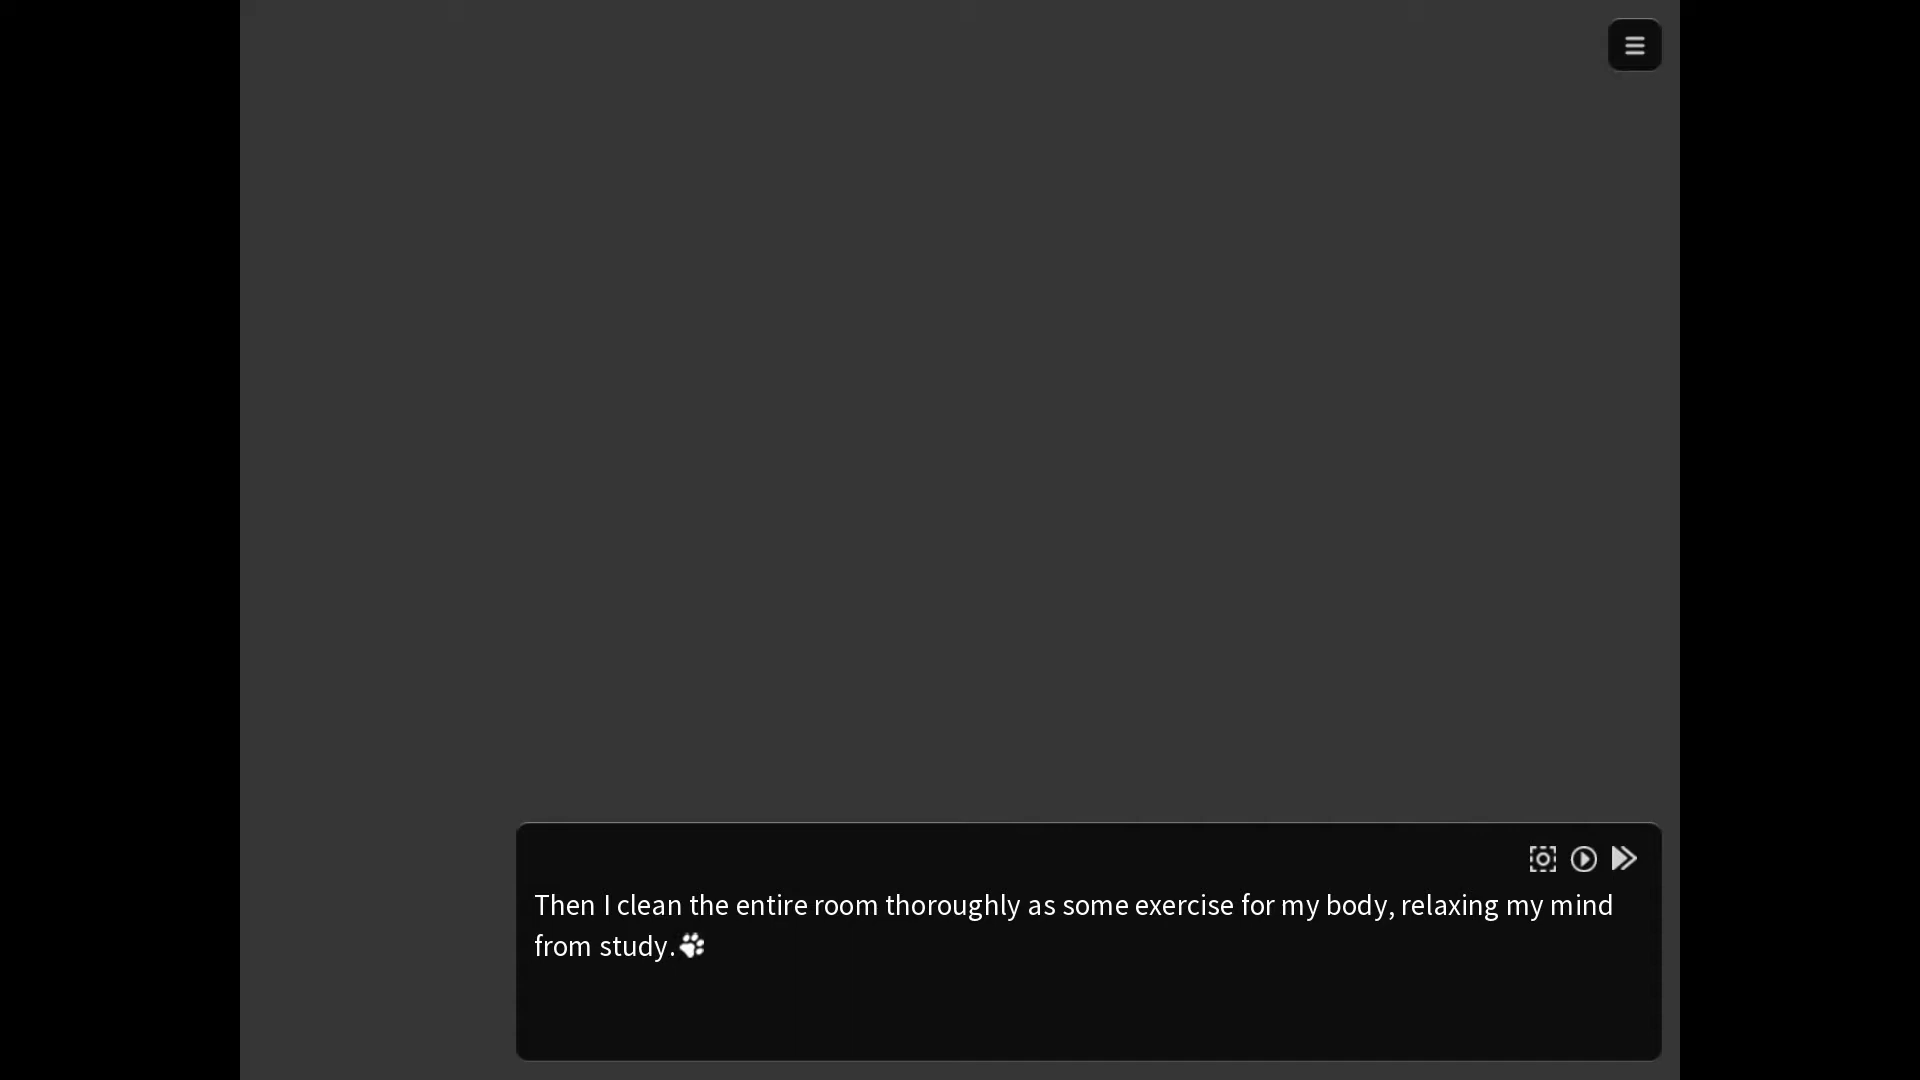 Then I clean the entire room thoroughly as some exercise for my body, relaxing my mind
from study.